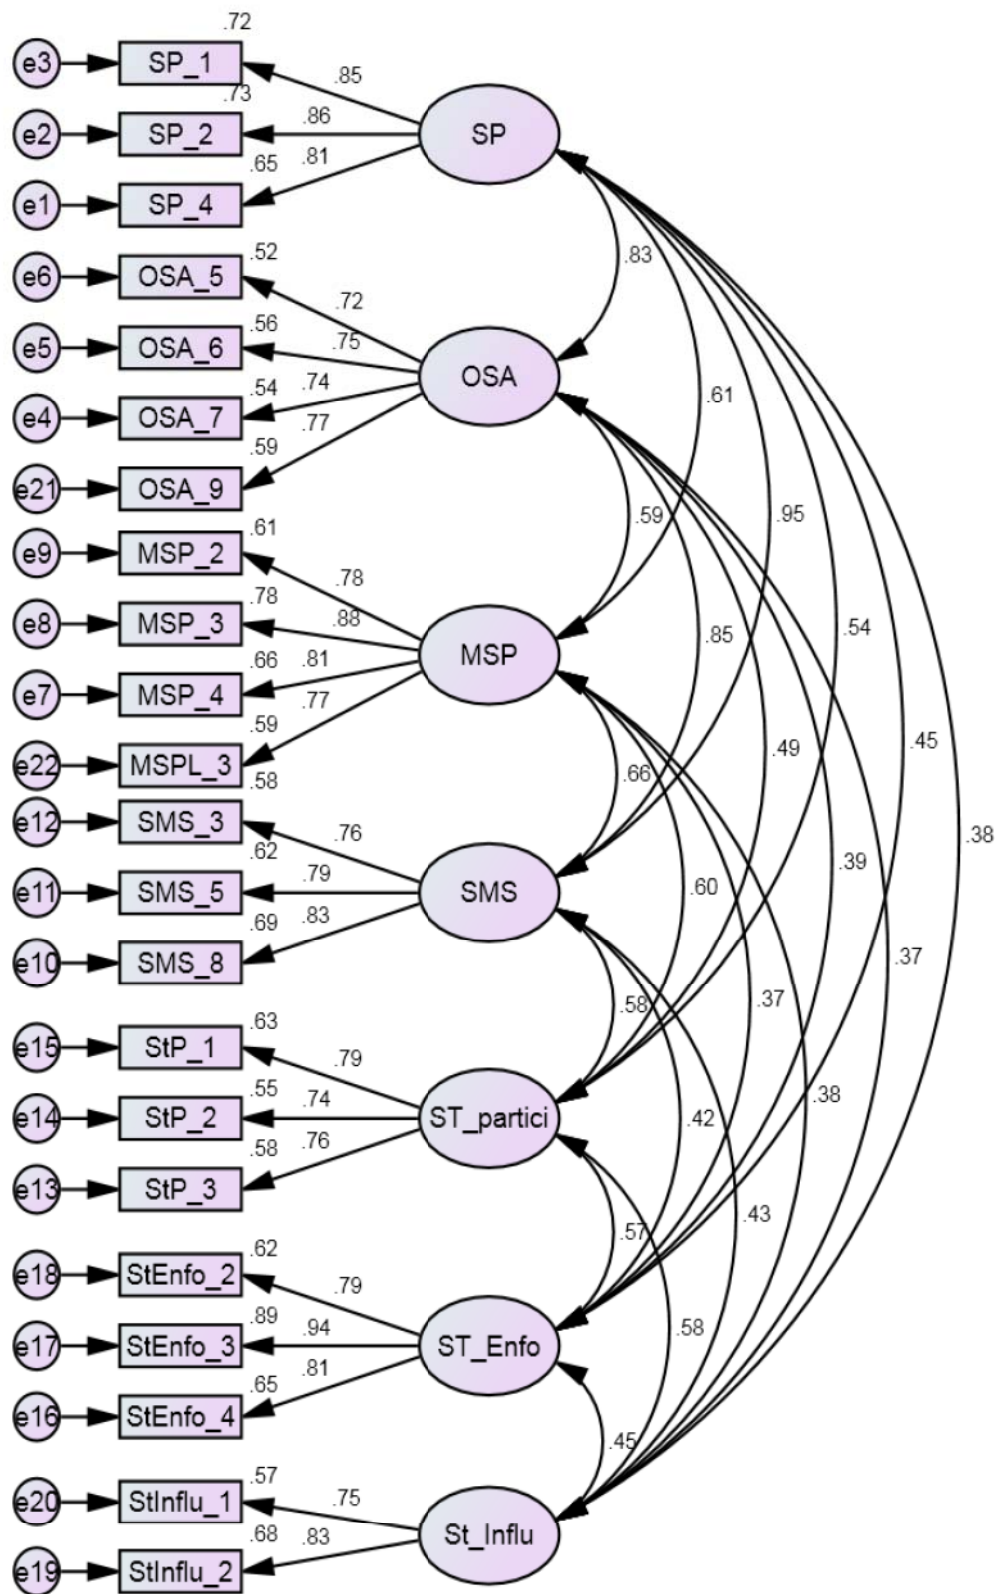 .72
e3 SP_1 .85
.73
e2 SP_2 .86 SP
.65 .81
e1 SP_4
.52
e6 OSA_5 .83
.72
.56
e5 OSA_6 .75 OSA
.54 .74
.61
e4 OSA_7 .77
.59
e21 OSA_9
.59 .95
.61
e9 MSP_2
.78
.78
e8 MSP_3 .88 MSP .85 .54
.66 .81
e7 MSP_4 .77
.59
.49 .45
e22 MSPL_3 .66
.58
e12 SMS_3 .76 .38
.62
.39
e11 SMS_5 .79 SMS .60
.69 .83
e10 SMS_8 .37
.58 .37
.63
e15 StP_1 .79
.55 .74
.38
e14 StP_2 ST_partici .42
.58 .76
e13 StP_3
.43
.57
.62
e18 StEnfo_2 .79
.89 .94
.58
e17 StEnfo_3 ST_Enfo
.65 .81
e16 StEnfo_4
.45
.57
e20 StInflu_1 .75
.68 .83 St_Influ
e19 StInflu_2